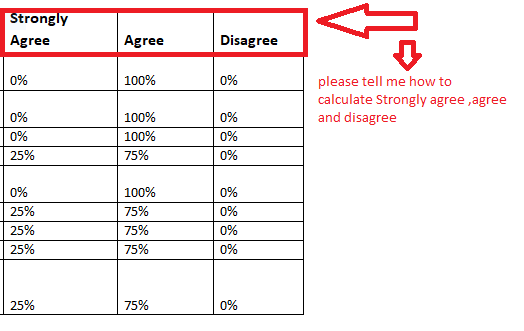 Strongly
Agree Agree Disagree
0% 100% 0%
0% 100% 0%
0% 100% 0%
25% 75% 0%
0% 100% 0%
25% 75% 0%
25% 75% 0%
25% 75% 0%
25% 75% 0%
please tell me how to
calculate Strongly agree ,agree
and disagree